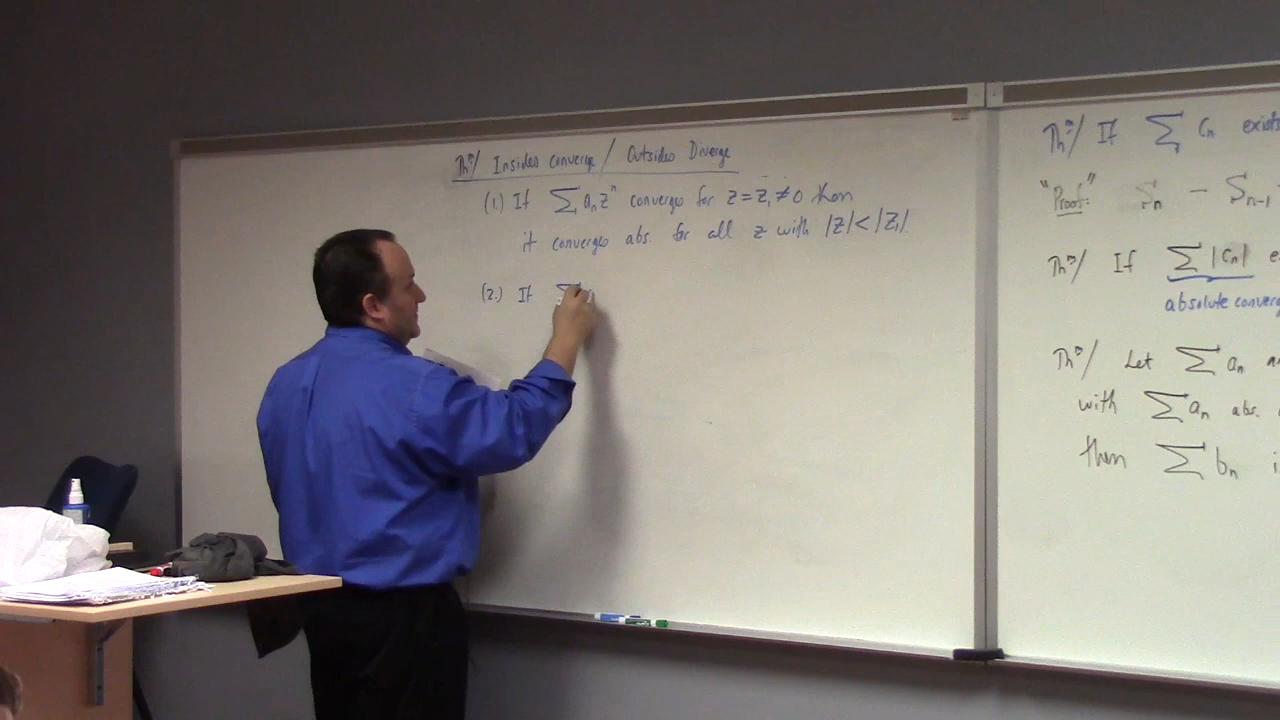 Thm/ Insides converge / Outsides Diverge
(1.) If ∑ aₙzⁿ converges for z = z₁ ≠ 0 then
it converges abs. for all z with |z| < |z₁|.
(2.) If ∑
Thm/ If ∑ cₙ exists
"Proof:" Sₙ − Sₙ₋₁
Thm/ If ∑ |cₙ|
absolute converg
Thm/ Let ∑ aₙ
with ∑ aₙ abs.
then ∑ bₙ i